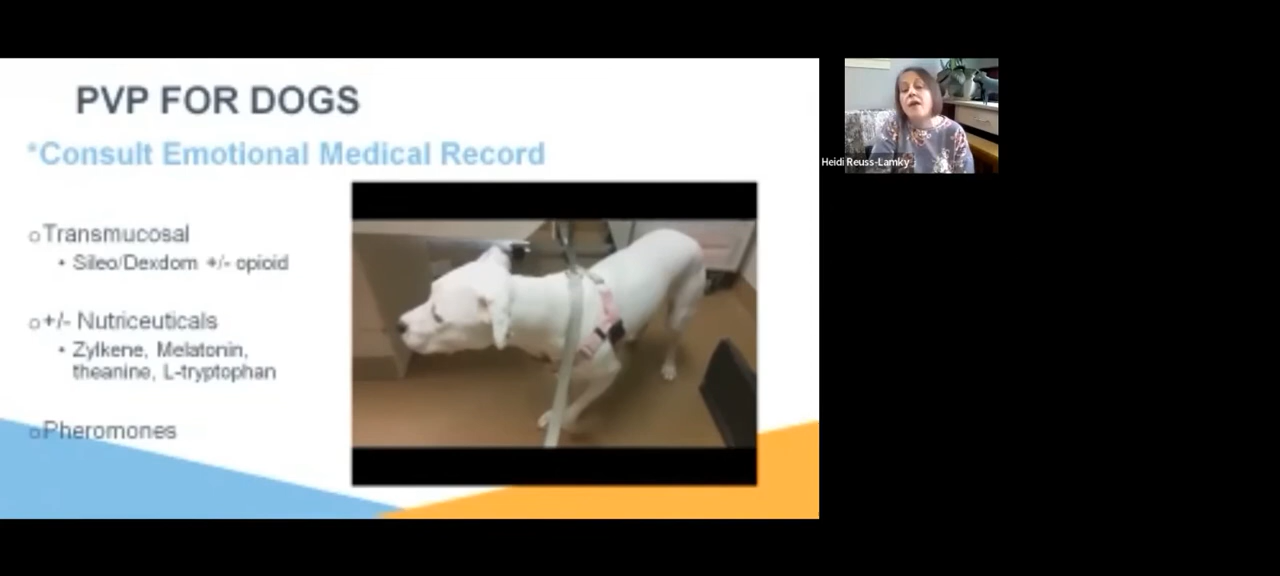 PVP FOR DOGS
*Consult Emotional Medical Record
Transmucosal
Sileo/Dexdom +/- opioid
+/- Nutriceuticals
Zylkene, Melatonin,
theanine, L-tryptophan
Pheromones
Heidi Reuss-Lamky